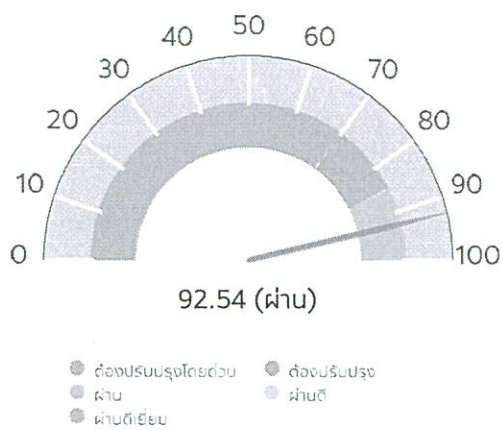 50
40 60
30 70
20 80
10 90
0 100
92.54 (ผ่าน)
ต้องปรับปรุงโดยด่วน ต้องปรับปรุง
ผ่าน ผ่านดี
ผ่านดีเยี่ยม